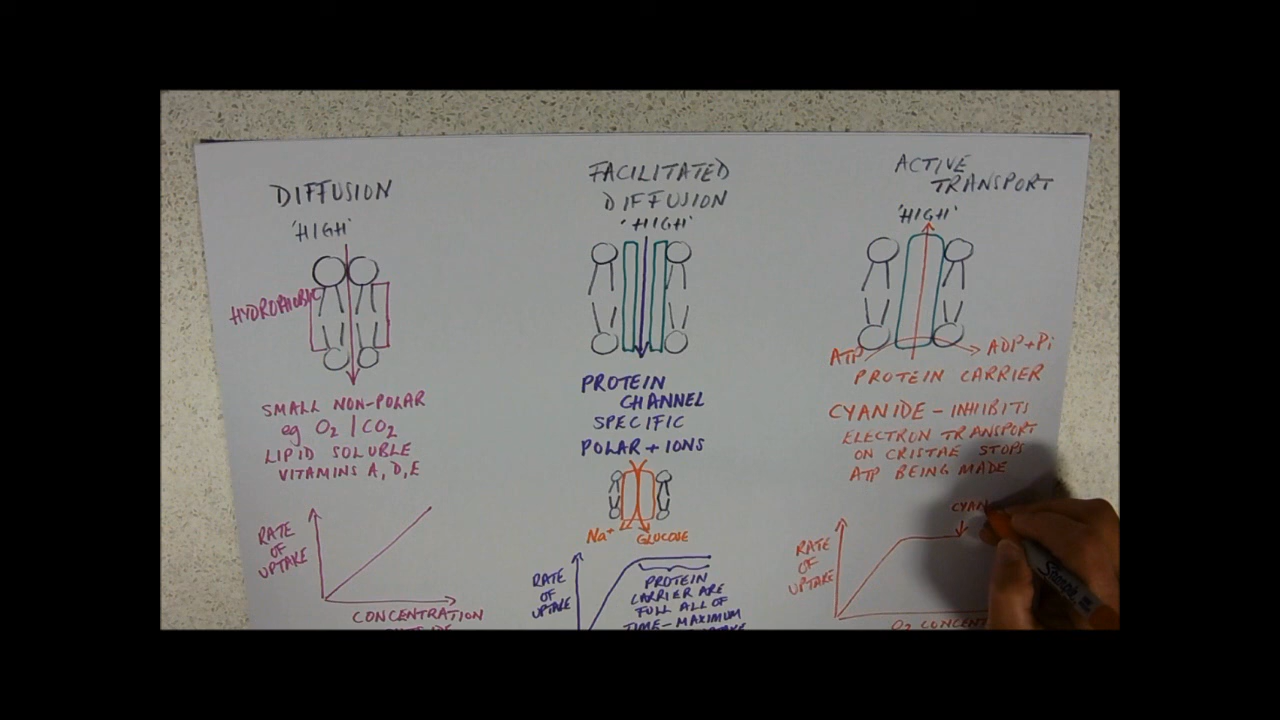 DIFFUSION
'HIGH'
HYDROPHOBIC
SMALL NON-POLAR
eg O2 / CO2
LIPID SOLUBLE
VITAMINS A, D, E
RATE
OF
UPTAKE
CONCENTRATION
FACILITATED
DIFFUSION
'HIGH'
PROTEIN
CHANNEL
SPECIFIC
POLAR + IONS
Na+ GLUCOSE
RATE
OF
UPTAKE
PROTEIN
CARRIER ARE
FULL ALL OF
TIME - MAXIMUM
ACTIVE
TRANSPORT
'HIGH'
ATP ADP + Pi
PROTEIN CARRIER
CYANIDE - INHIBITS
ELECTRON TRANSPORT
ON CRISTAE STOPS
ATP BEING MADE
CYAN
RATE
OF
UPTAKE
O2 CONCENT
Sharpie